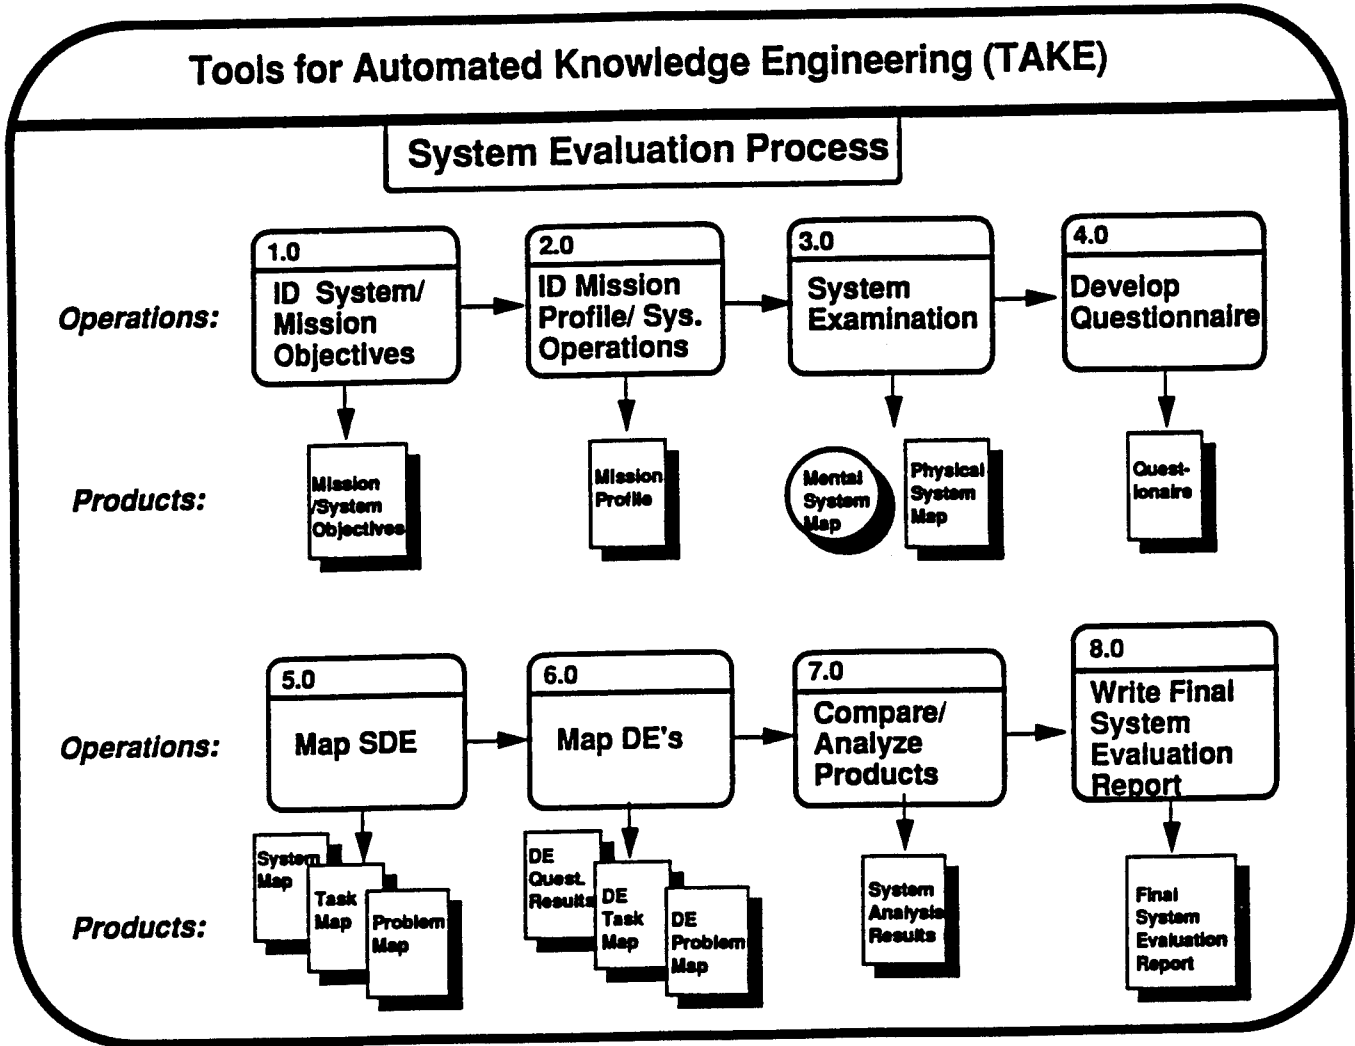 Tools for Automated Knowledge Engineering (TAKE)
System Evaluation Process
1.0
ID System/
Mission
Objectives
2.0
ID Mission
Profile/ Sys.
Operations
3.0
System
Examination
4.0
Develop
Questionnaire
Operations:
Mission
/System
Objectives
Mission
Profile
Mental
System
Map
Physical
System
Map
Quest-
ionaire
Products:
5.0
Map SDE
6.0
Map DE's
7.0
Compare/
Analyze
Products
8.0
Write Final
System
Evaluation
Report
Operations:
System
Map
Task
Map
Problem
Map
DE
Quest.
Results
DE
Task
Map
DE
Problem
Map
System
Analysis
Results
Final
System
Evaluation
Report
Products: